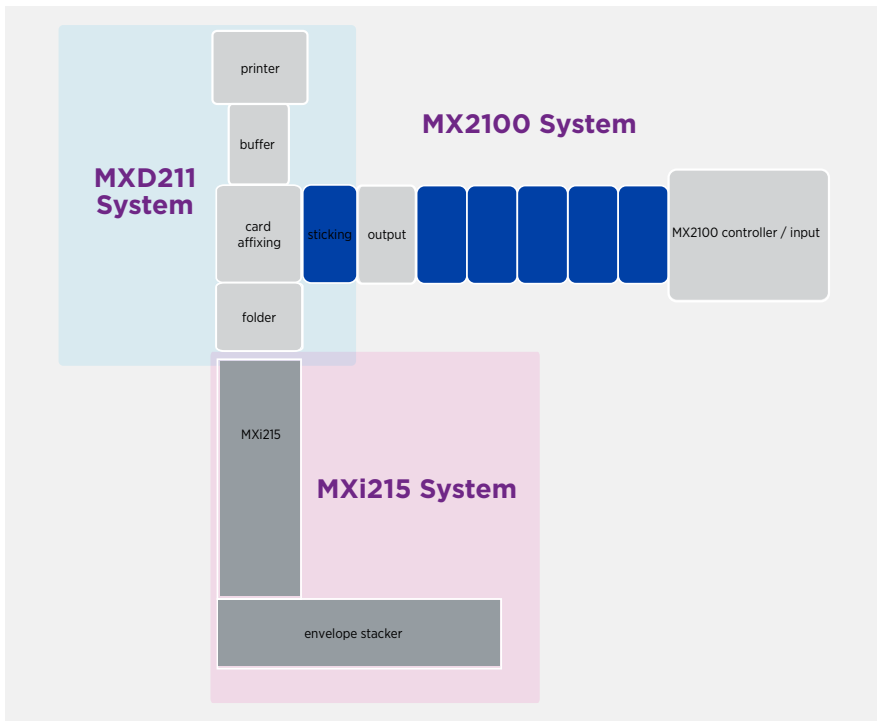 printer
buffer
MX2100 System
MXD211
System
card
affixing
sticking
output
MX2100 controller / input
folder
MXi215
MXi215 System
envelope stacker